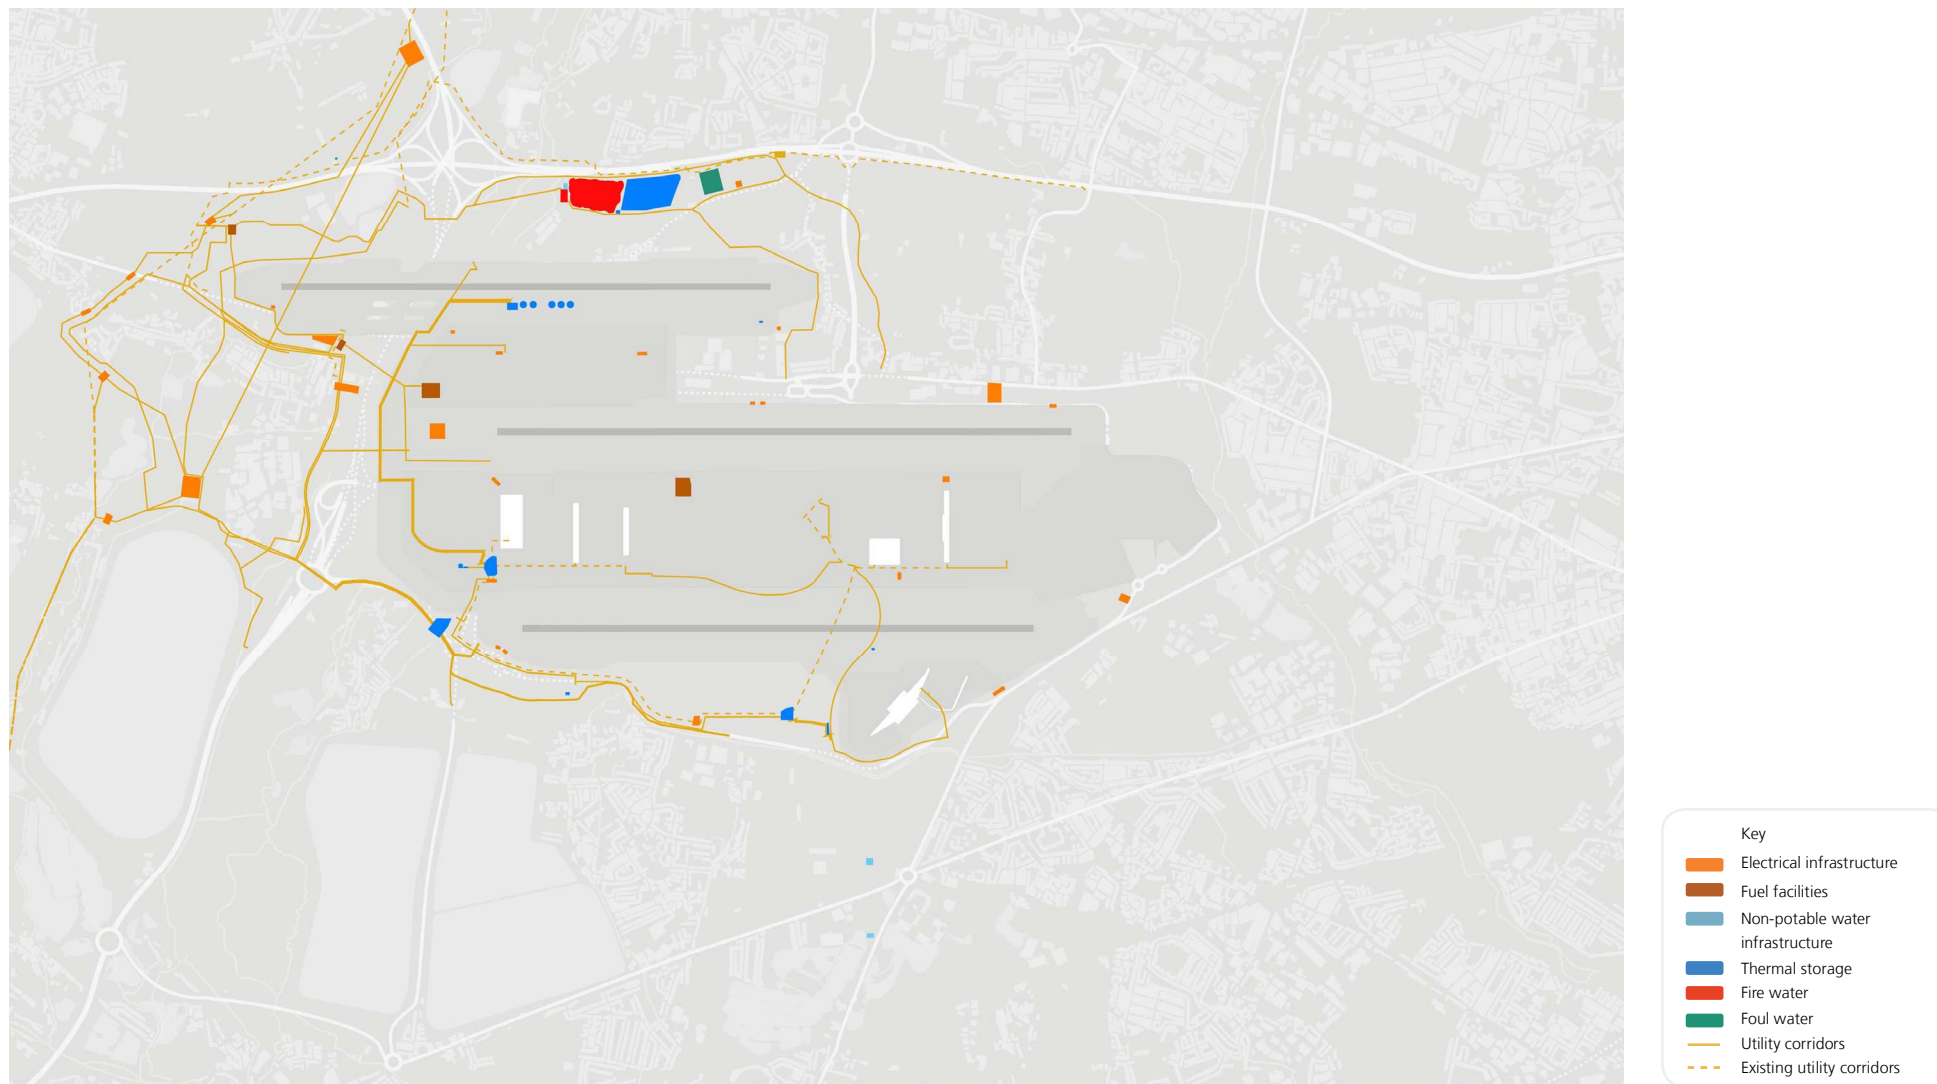 Key
Electrical infrastructure
Fuel facilities
Non-potable water
infrastructure
Thermal storage
Fire water
Foul water
Utility corridors
Existing utility corridors